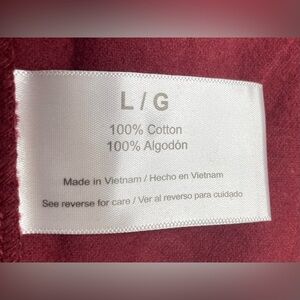 L / G
100% Cotton
100% Algodón
Made in Vietnam / Hecho en Vietnam
See reverse for care / Ver al reverso para cuidado